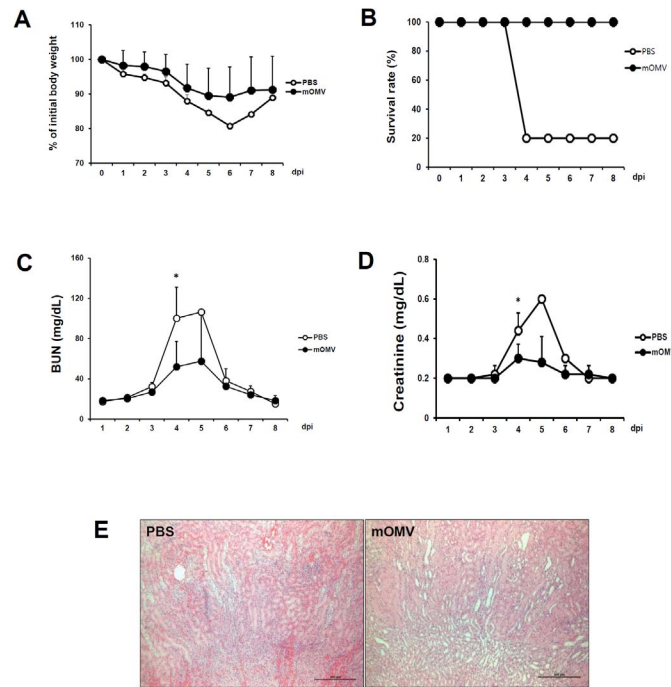 A
% of initial body weight
100
90
80
70
0 1 2 3 4 5 6 7 8 dpi
PBS
mOMV
B
Survival rate (%)
100
80
60
40
20
0
0 1 2 3 4 5 6 7 8 dpi
PBS
mOMV
C
BUN (mg/dL)
160
120
80
40
0
*
1 2 3 4 5 6 7 8 dpi
PBS
mOMV
D
Creatinine (mg/dL)
0.8
0.6
0.4
0.2
0
*
1 2 3 4 5 6 7 8 dpi
PBS
mOM
E
PBS
mOMV